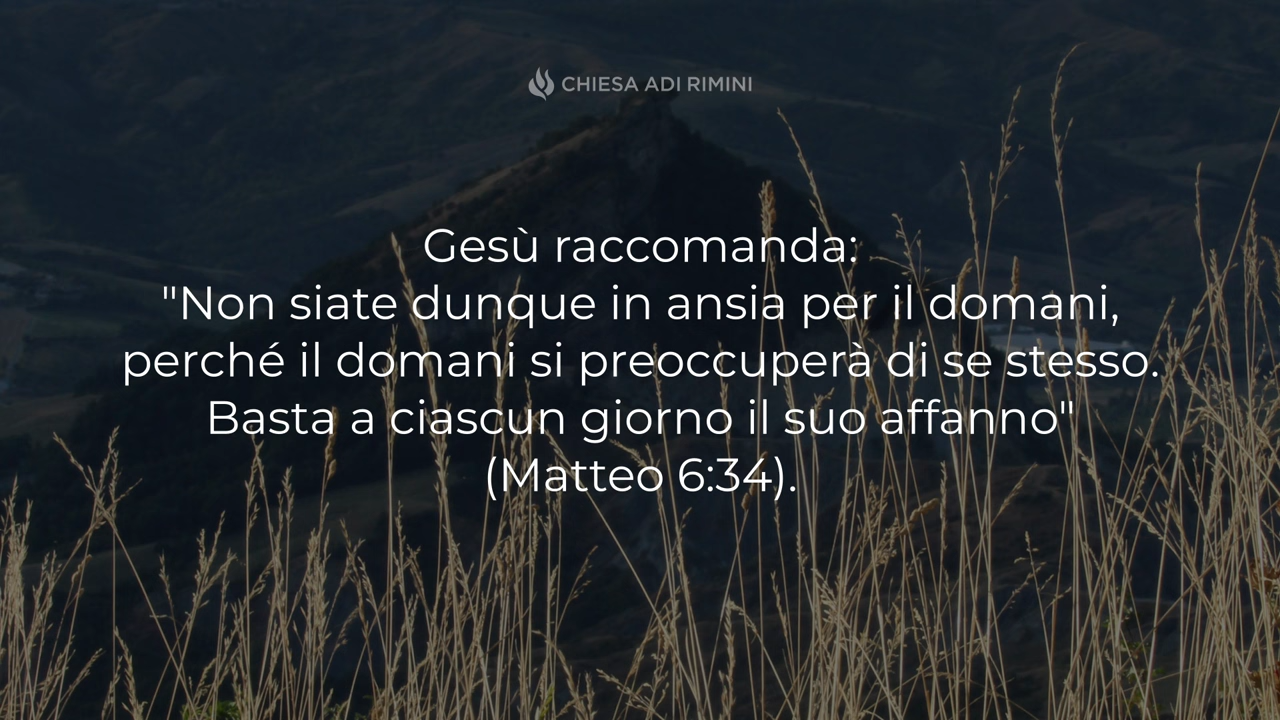 CHIESA ADI RIMINI
Gesù raccomanda:
"Non siate dunque in ansia per il domani,
perché il domani si preoccuperà di se stesso.
Basta a ciascun giorno il suo affanno"
(Matteo 6:34).